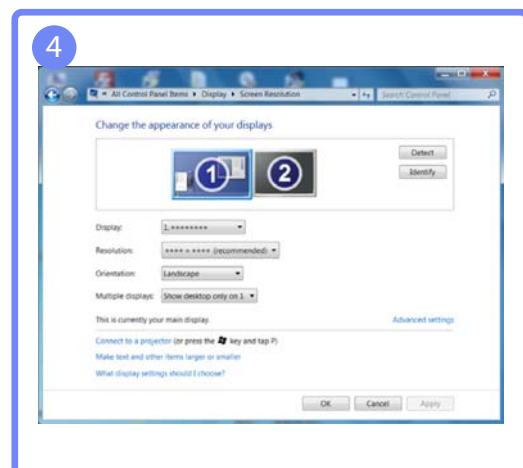 4
« All Control Panel Items ▸ Display ▸ Screen Resolution
Search Control Panel
Change the appearance of your displays
1
2
Detect
Identify
Display: 1. ********
Resolution: **** × **** (recommended)
Orientation: Landscape
Multiple displays: Show desktop only on 1
This is currently your main display.
Advanced settings
Connect to a projector (or press the key and tap P)
Make text and other items larger or smaller
What display settings should I choose?
OK
Cancel
Apply